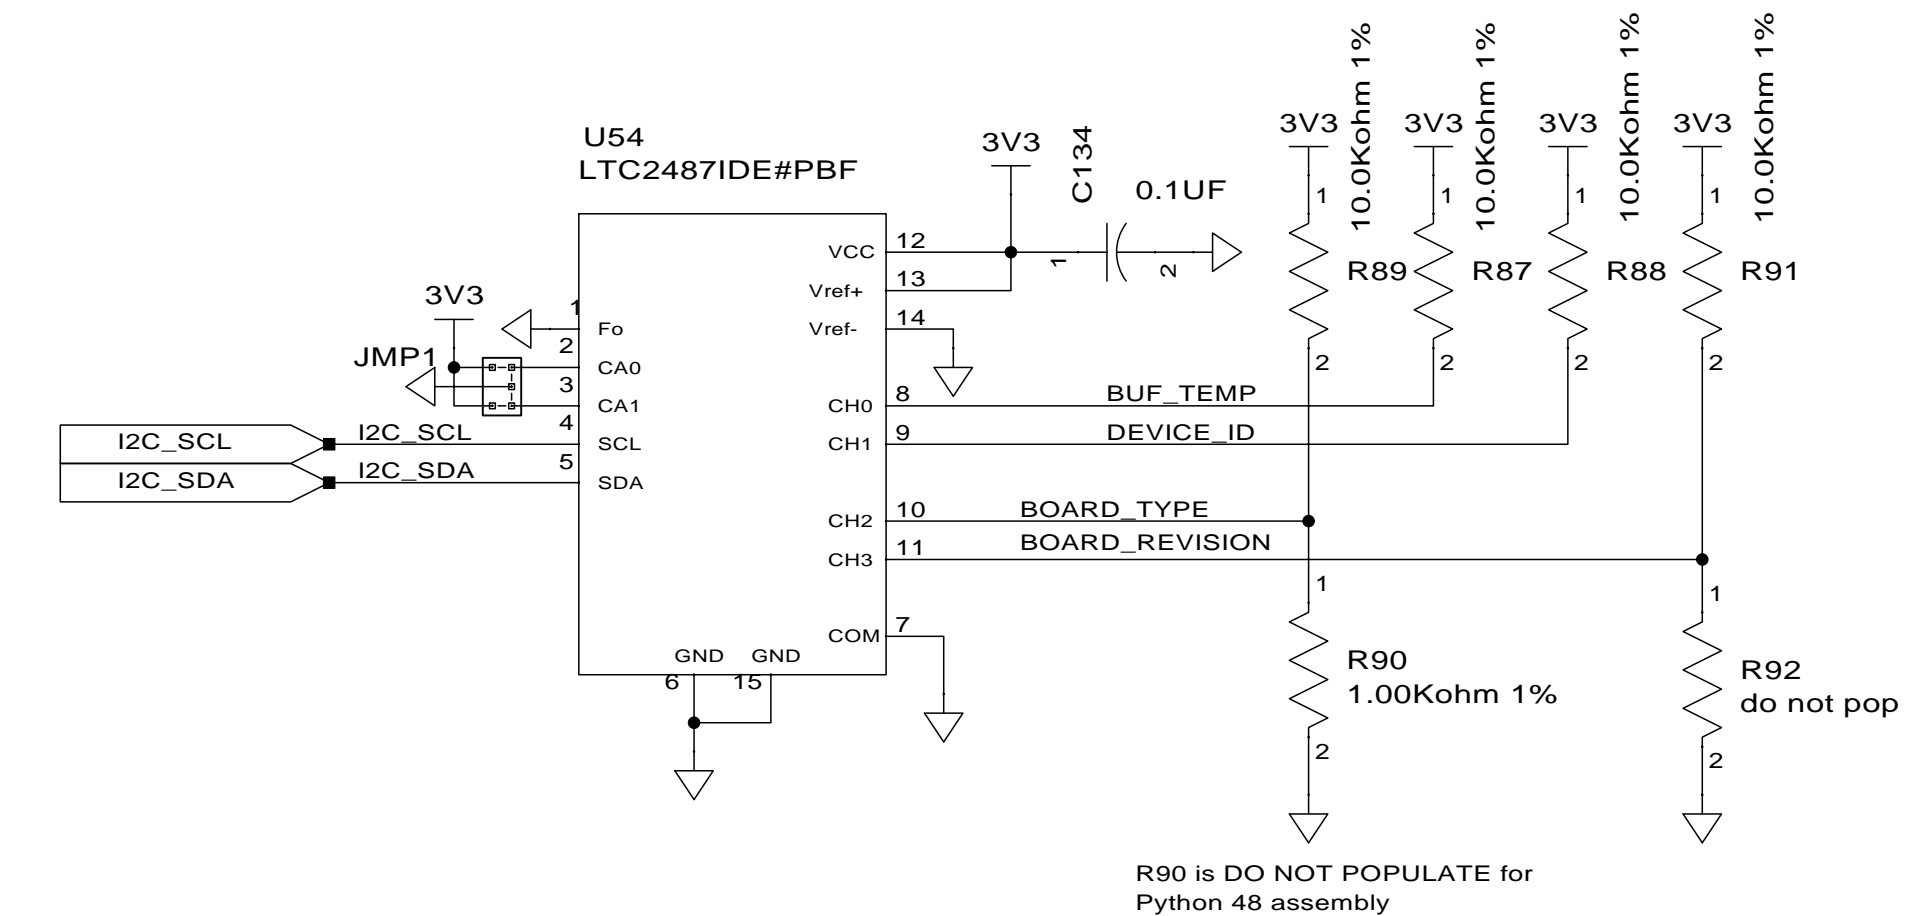 U54
LTC2487IDE#PBF
3V3
C134
0.1UF
3V3
10.0Kohm 1%
3V3
10.0Kohm 1%
3V3
10.0Kohm 1%
3V3
10.0Kohm 1%
1
1
1
1
R89
R87
R88
R91
2
2
2
2
VCC
12
1
2
Vref+
13
Vref-
14
3V3
JMP1
1
Fo
2
CA0
3
CA1
4
SCL
5
SDA
I2C_SCL
I2C_SCL
I2C_SDA
I2C_SDA
CH0
8
BUF_TEMP
CH1
9
DEVICE_ID
CH2
10
BOARD_TYPE
CH3
11
BOARD_REVISION
COM
7
GND
GND
6
15
1
R90
1.00Kohm 1%
2
1
R92
do not pop
2
R90 is DO NOT POPULATE for
Python 48 assembly